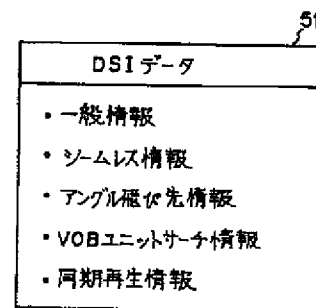 51
DSIデータ
・一般情報
・シームレス情報
・アングル飛び先情報
・VOBユニットサーチ情報
・同期再生情報